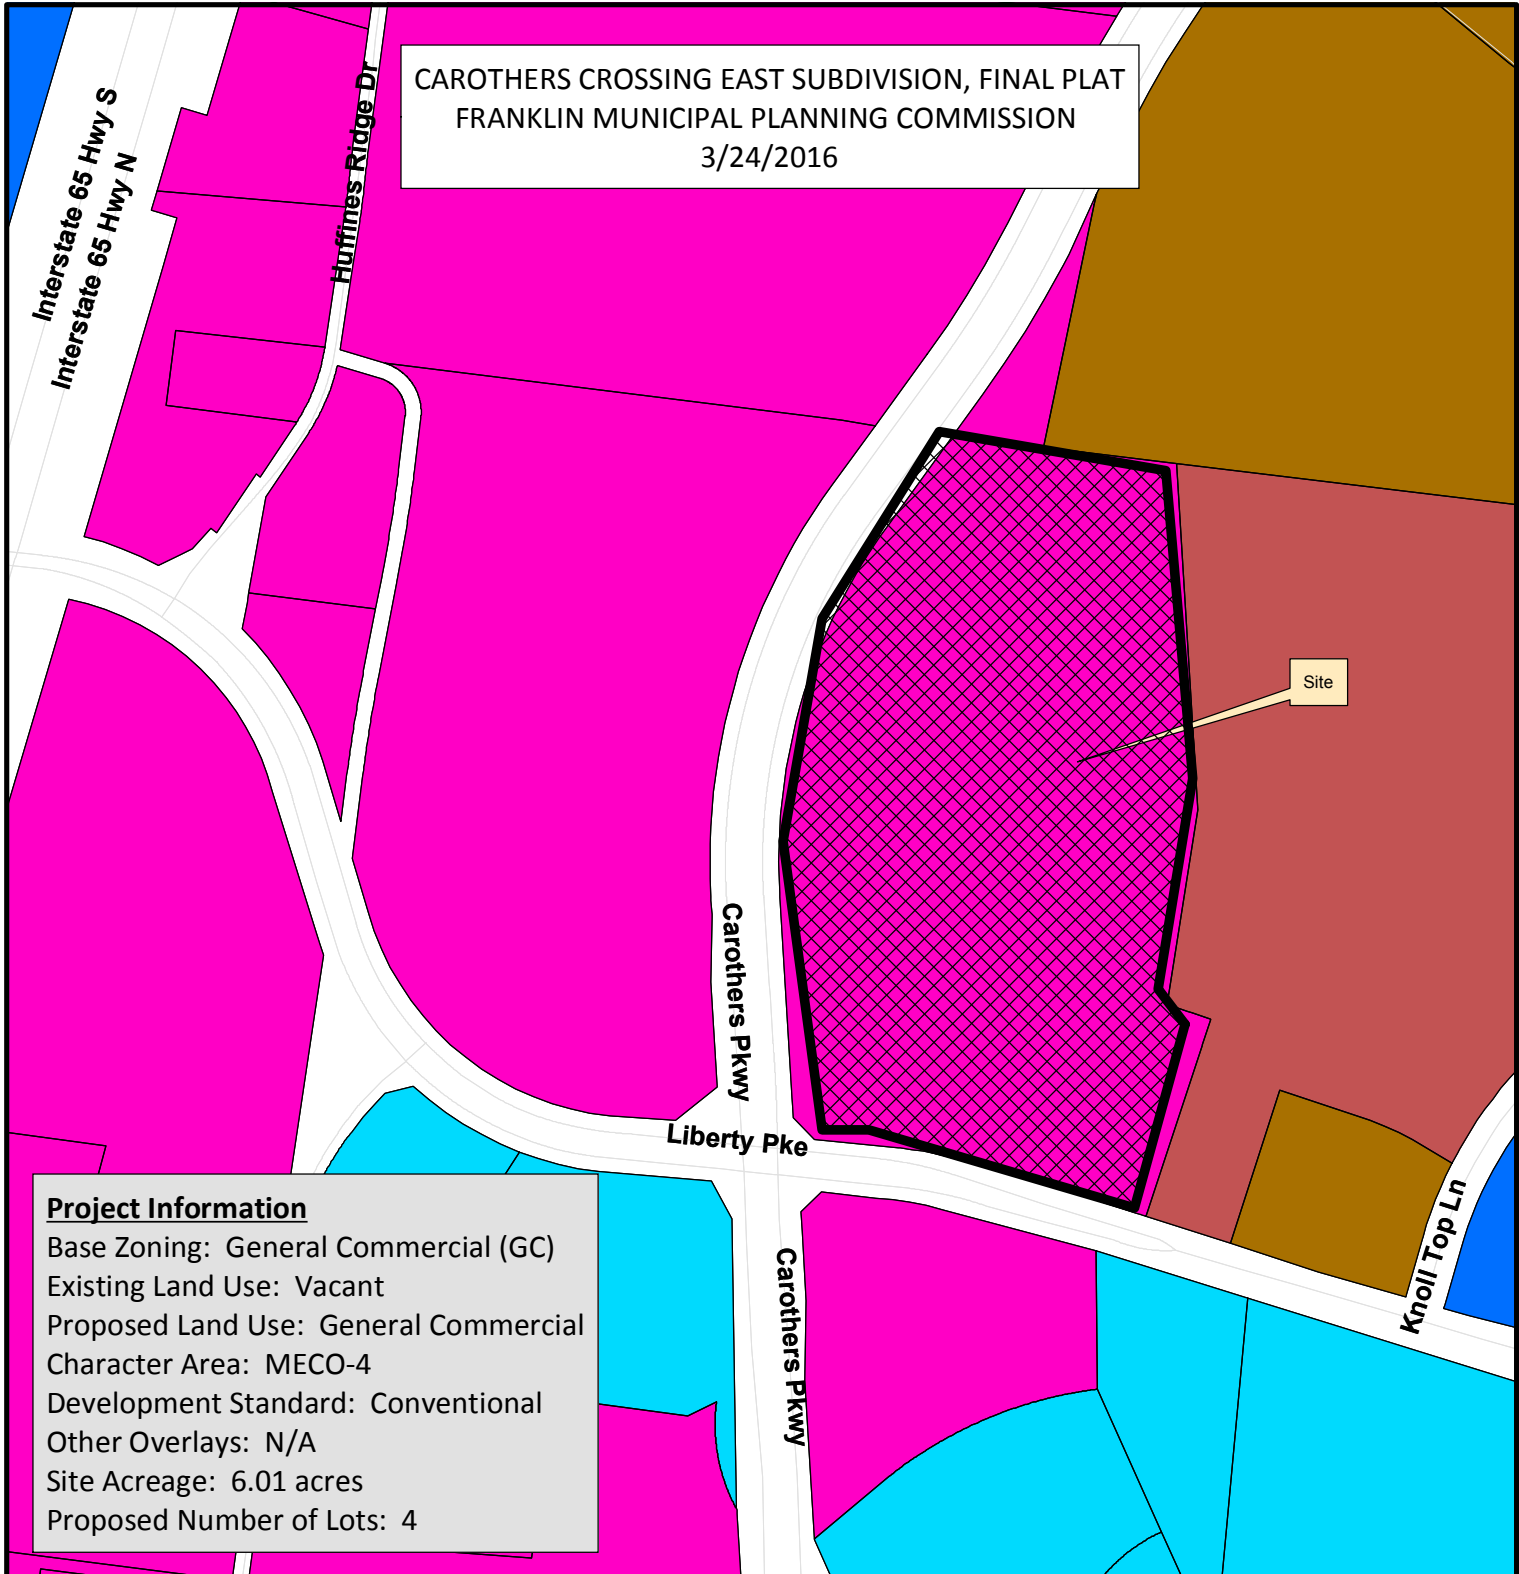 CAROTHERS CROSSING EAST SUBDIVISION, FINAL PLAT
FRANKLIN MUNICIPAL PLANNING COMMISSION
3/24/2016
Interstate 65 Hwy S
Interstate 65 Hwy N
Huffines Ridge Dr
Site
Carothers Pkwy
Liberty Pke
Carothers Pkwy
Knoll Top Ln
Project Information
Base Zoning: General Commercial (GC)
Existing Land Use: Vacant
Proposed Land Use: General Commercial
Character Area: MECO-4
Development Standard: Conventional
Other Overlays: N/A
Site Acreage: 6.01 acres
Proposed Number of Lots: 4